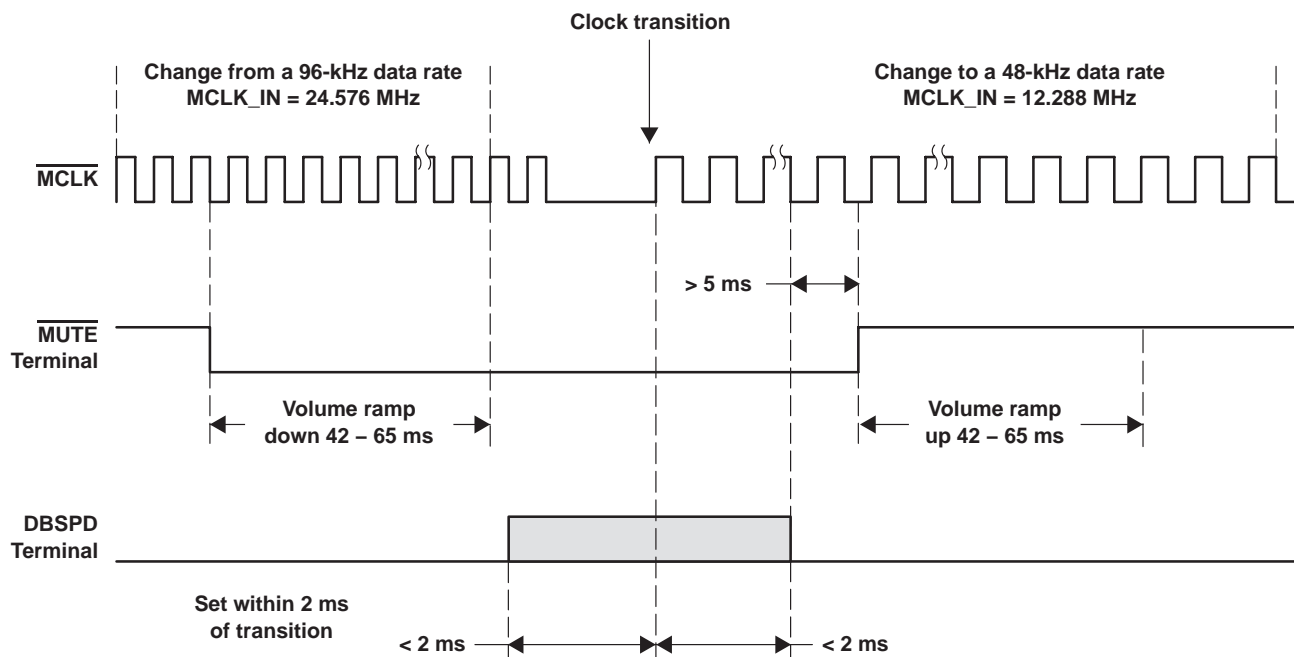 Clock transition
Change from a 96-kHz data rate
MCLK_IN = 24.576 MHz
Change to a 48-kHz data rate
MCLK_IN = 12.288 MHz
MCLK
> 5 ms
MUTE
Terminal
Volume ramp
down 42 – 65 ms
Volume ramp
up 42 – 65 ms
DBSPD
Terminal
Set within 2 ms
of transition
< 2 ms
< 2 ms